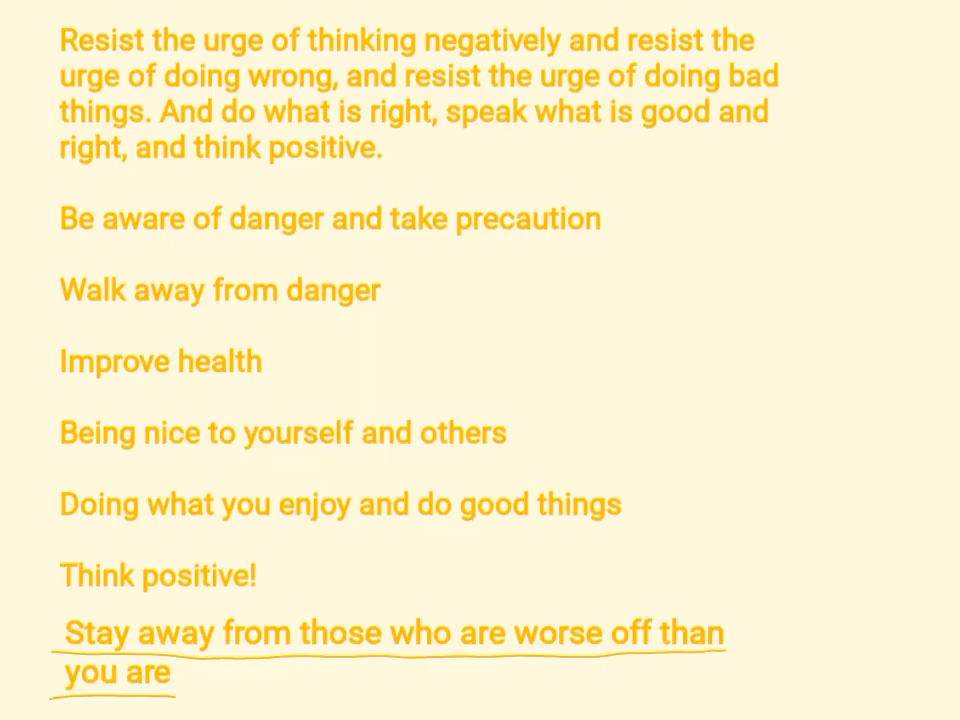 Resist the urge of thinking negatively and resist the
urge of doing wrong, and resist the urge of doing bad
things. And do what is right, speak what is good and
right, and think positive.
Be aware of danger and take precaution
Walk away from danger
Improve health
Being nice to yourself and others
Doing what you enjoy and do good things
Think positive!
Stay away from those who are worse off than
you are